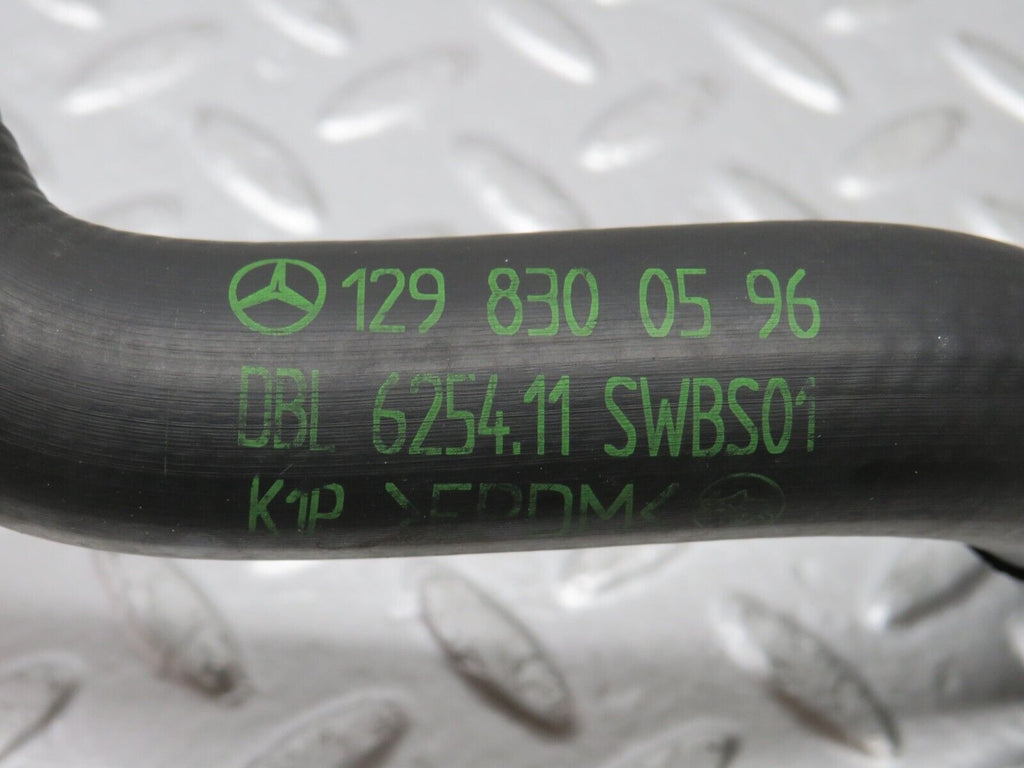 129 830 05 96
DBL 6254.11 SWBS01
K1P >EPDM<